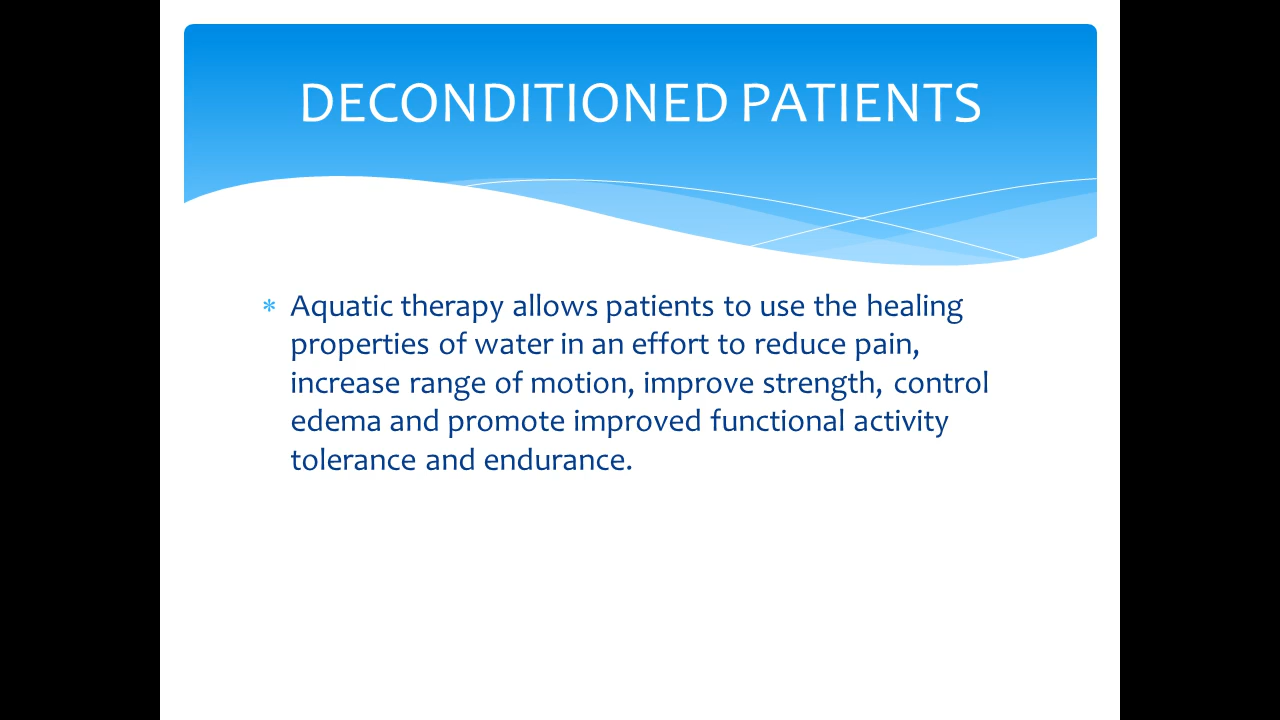 DECONDITIONED PATIENTS
* Aquatic therapy allows patients to use the healing
properties of water in an effort to reduce pain,
increase range of motion, improve strength, control
edema and promote improved functional activity
tolerance and endurance.